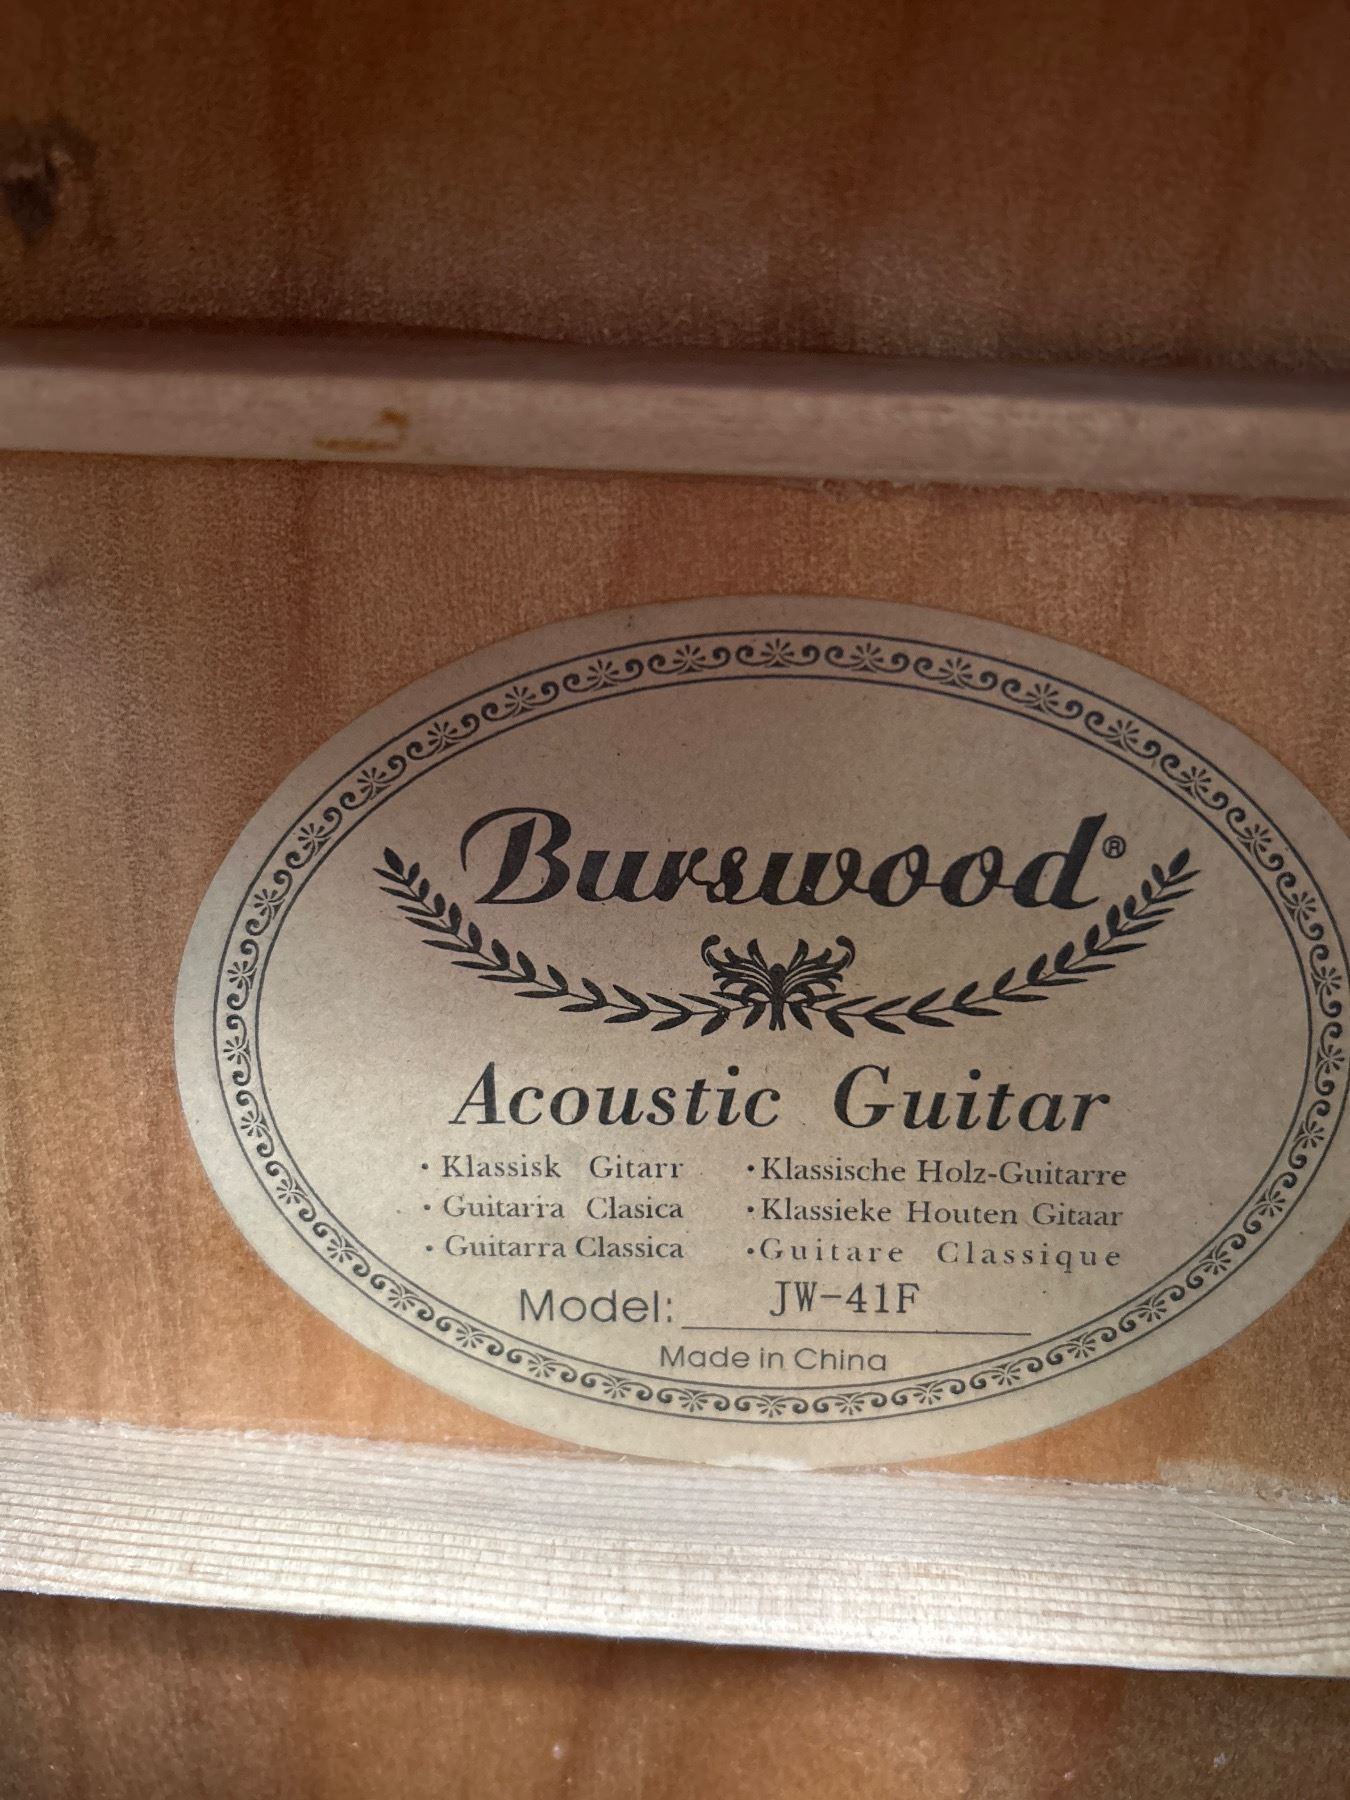 Burswood®
Acoustic Guitar
· Klassisk Gitarr
· Guitarra Clasica
· Guitarra Classica
· Klassische Holz-Guitarre
· Klassieke Houten Gitaar
· Guitare Classique
Model: JW-41F
Made in China